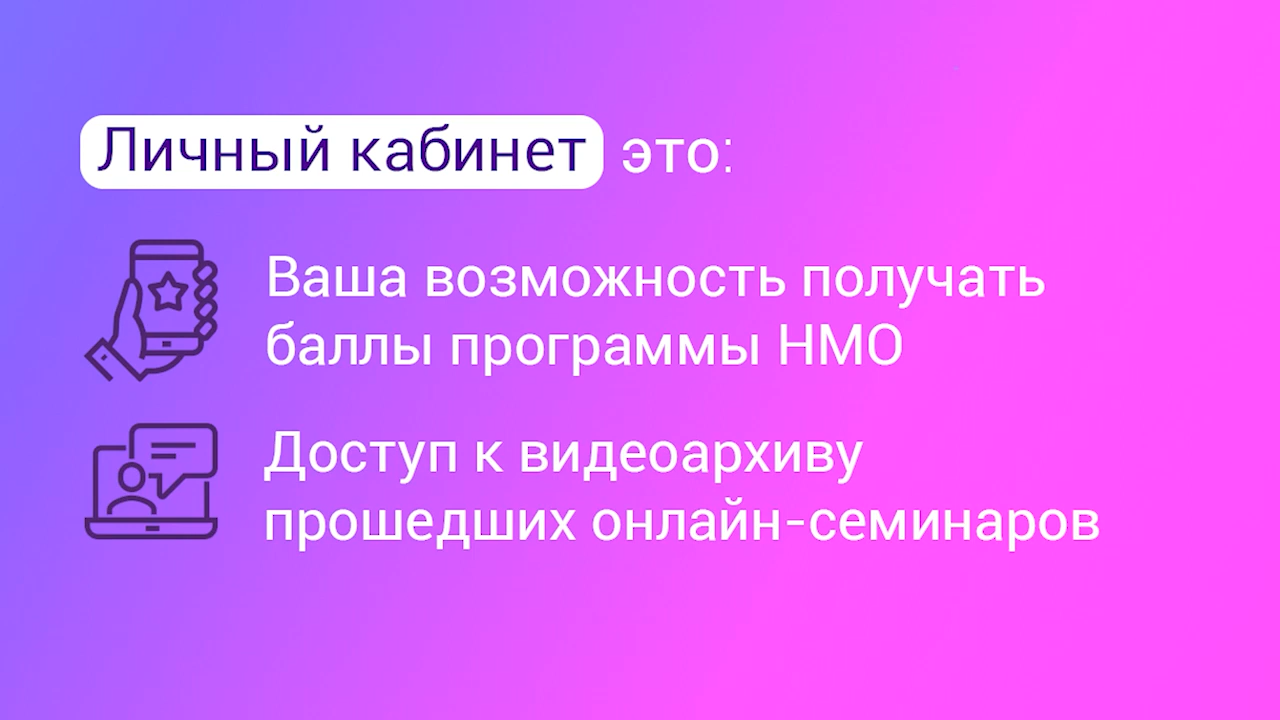 Личный кабинет это:
Ваша возможность получать
баллы программы НМО
Доступ к видеоархиву
прошедших онлайн-семинаров